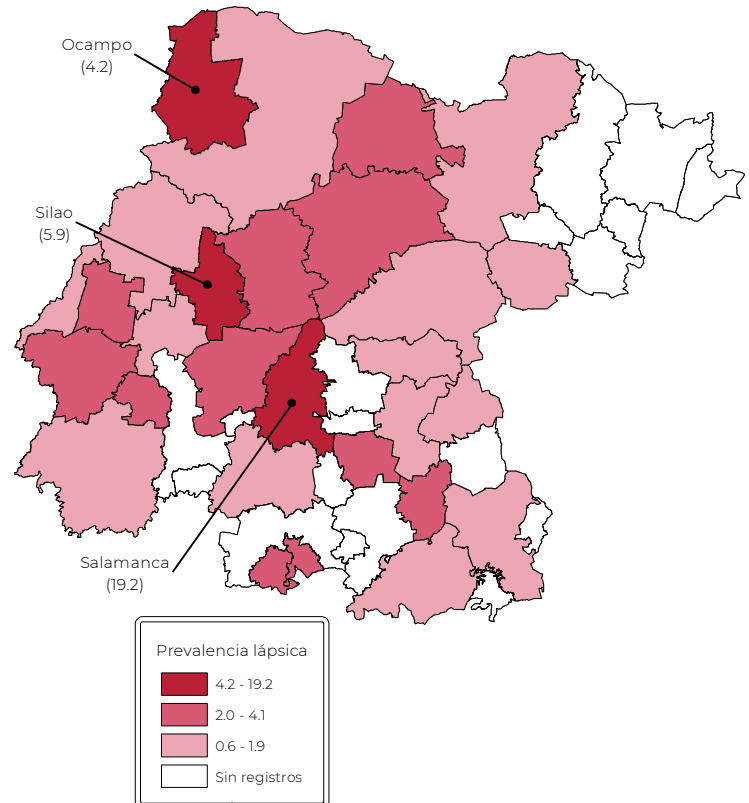 Ocampo
(4.2)
Silao
(5.9)
Salamanca
(19.2)
Prevalencia lápsica
4.2 - 19.2
2.0 - 4.1
0.6 - 1.9
Sin registros